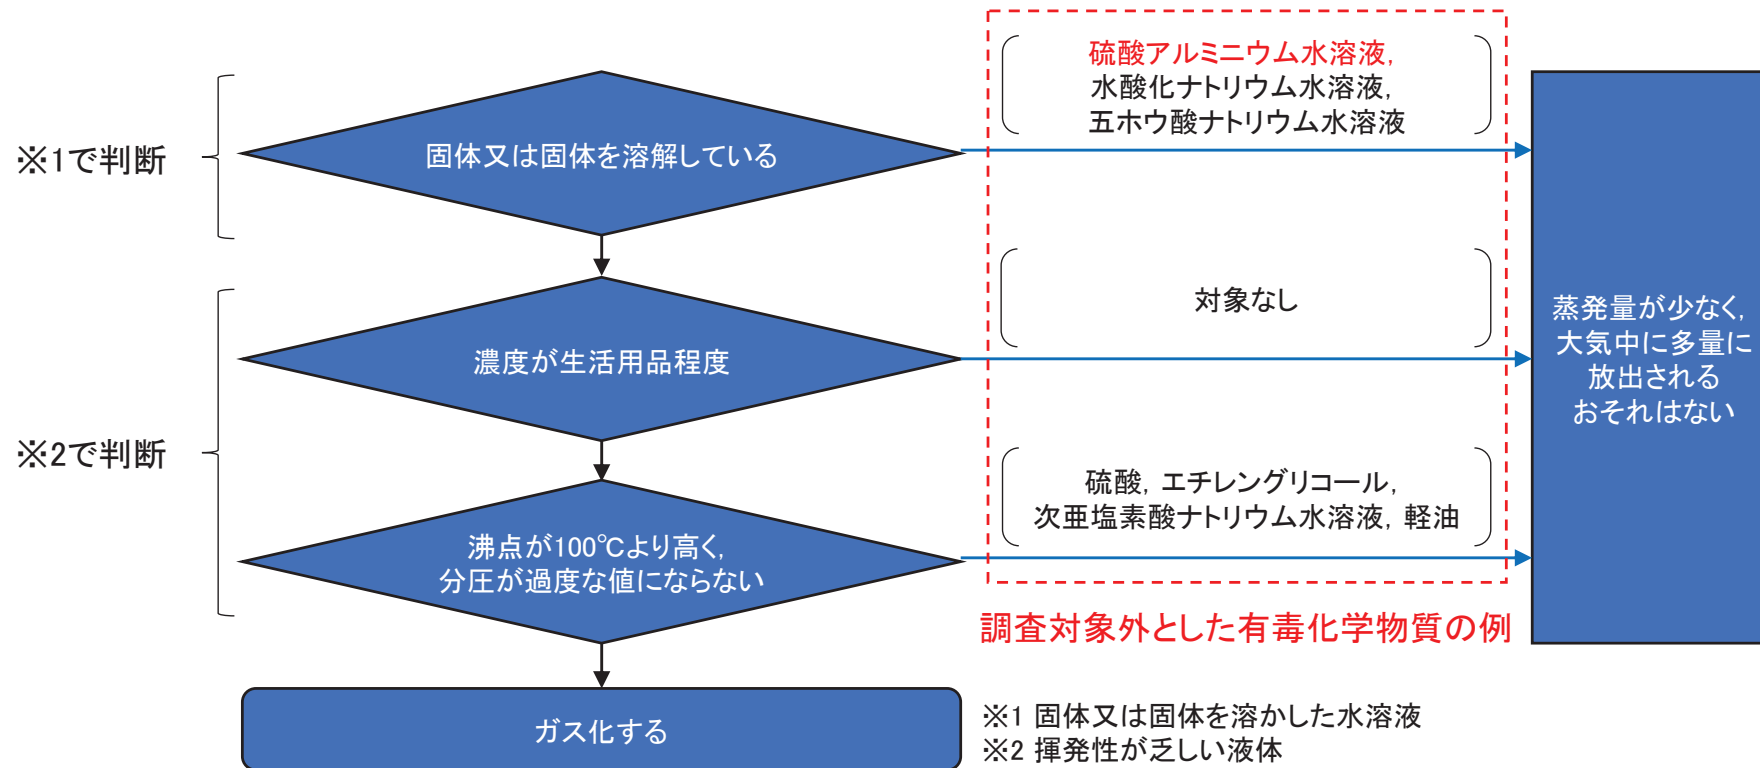 ※1で判断
固体又は固体を溶解している
硫酸アルミニウム水溶液,
水酸化ナトリウム水溶液,
五ホウ酸ナトリウム水溶液
対象なし
濃度が生活用品程度
※2で判断
硫酸, エチレングリコール,
次亜塩素酸ナトリウム水溶液, 軽油
沸点が100℃より高く,
分圧が過度な値にならない
蒸発量が少なく,
大気中に多量に
放出される
おそれはない
調査対象外とした有毒化学物質の例
ガス化する
※1 固体又は固体を溶かした水溶液
※2 揮発性が乏しい液体